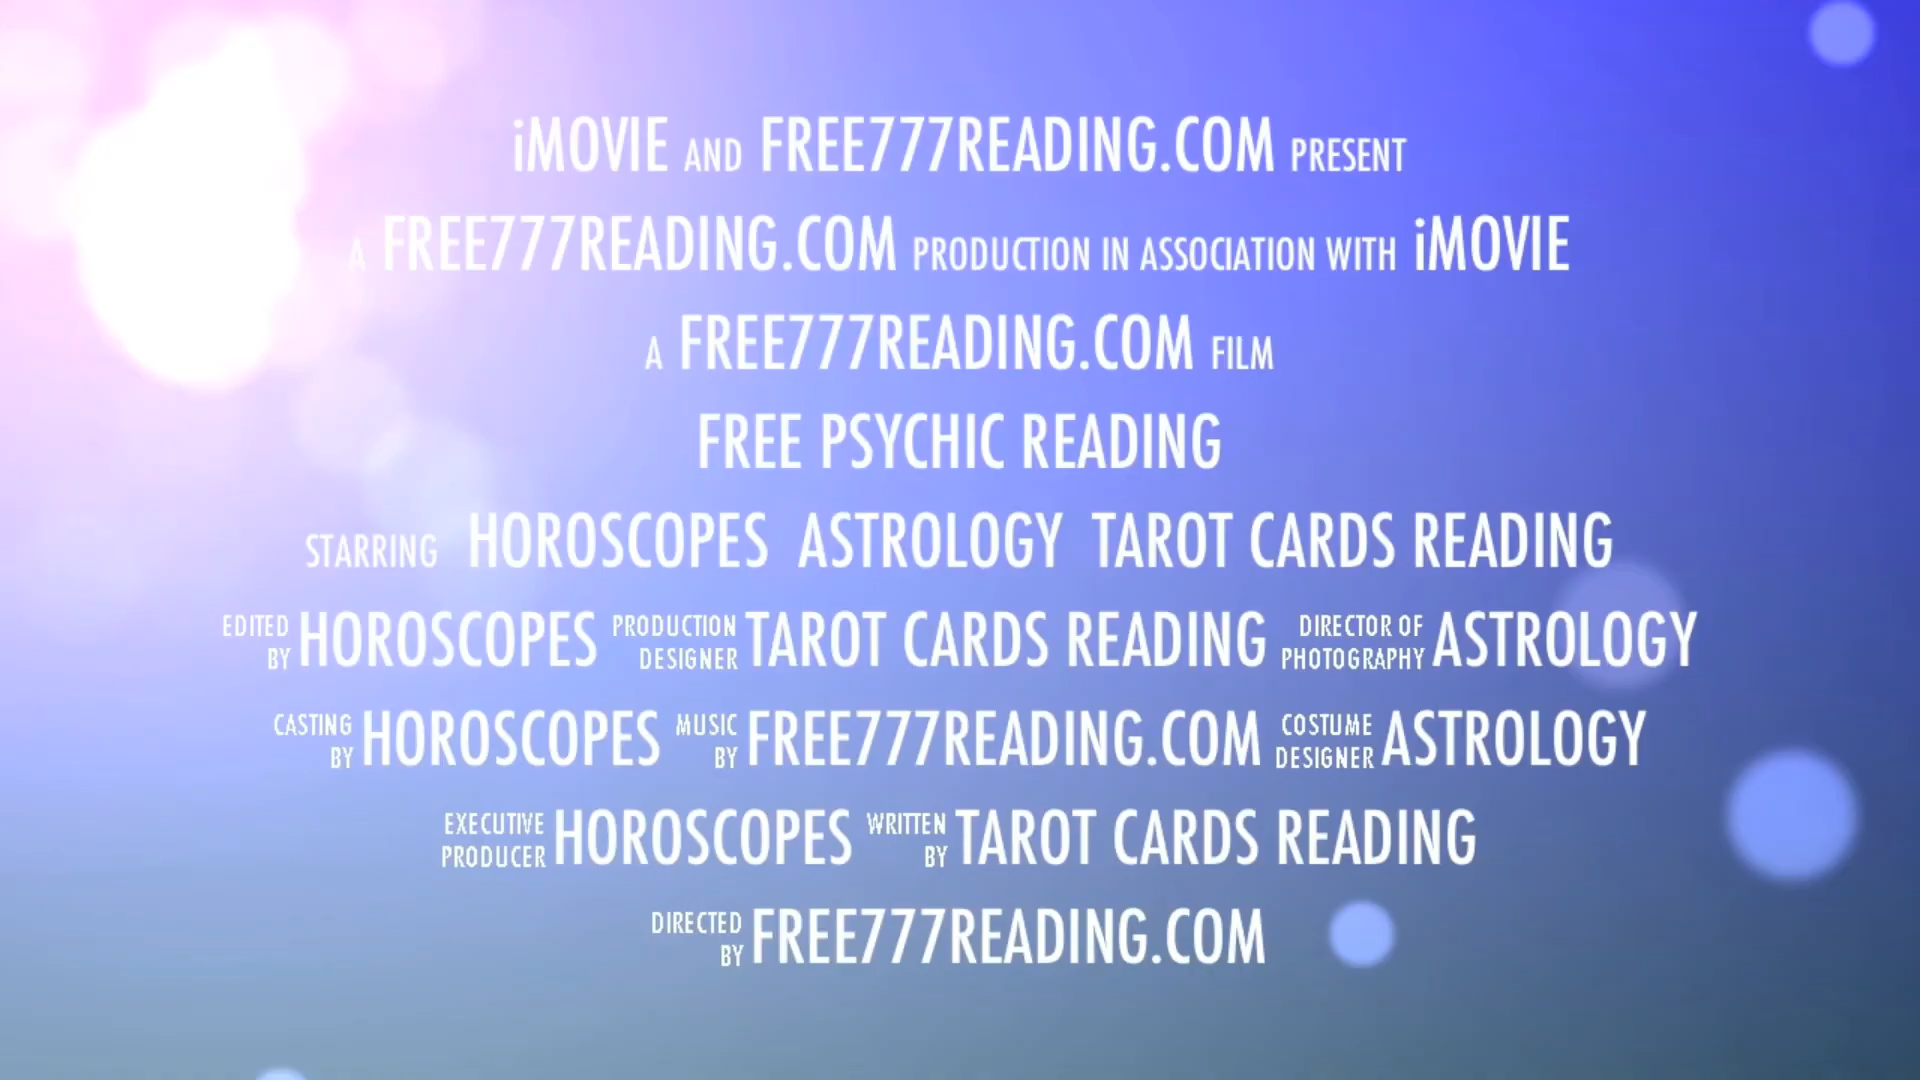 iMOVIE AND FREE777READING.COM PRESENT
A FREE777READING.COM PRODUCTION IN ASSOCIATION WITH iMOVIE
A FREE777READING.COM FILM
FREE PSYCHIC READING
STARRING HOROSCOPES ASTROLOGY TAROT CARDS READING
EDITED BY HOROSCOPES PRODUCTION DESIGNER TAROT CARDS READING DIRECTOR OF PHOTOGRAPHY ASTROLOGY
CASTING BY HOROSCOPES MUSIC BY FREE777READING.COM COSTUME DESIGNER ASTROLOGY
EXECUTIVE PRODUCER HOROSCOPES WRITTEN BY TAROT CARDS READING
DIRECTED BY FREE777READING.COM